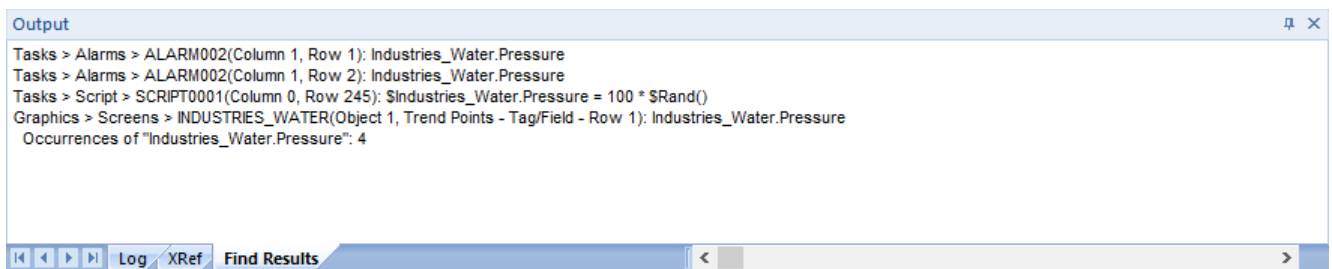 Output
Tasks > Alarms > ALARM002(Column 1, Row 1): Industries_Water.Pressure
Tasks > Alarms > ALARM002(Column 1, Row 2): Industries_Water.Pressure
Tasks > Script > SCRIPT0001(Column 0, Row 245): $Industries_Water.Pressure = 100 * $Rand()
Graphics > Screens > INDUSTRIES_WATER(Object 1, Trend Points - Tag/Field - Row 1): Industries_Water.Pressure
Occurrences of "Industries_Water.Pressure": 4
Log XRef Find Results